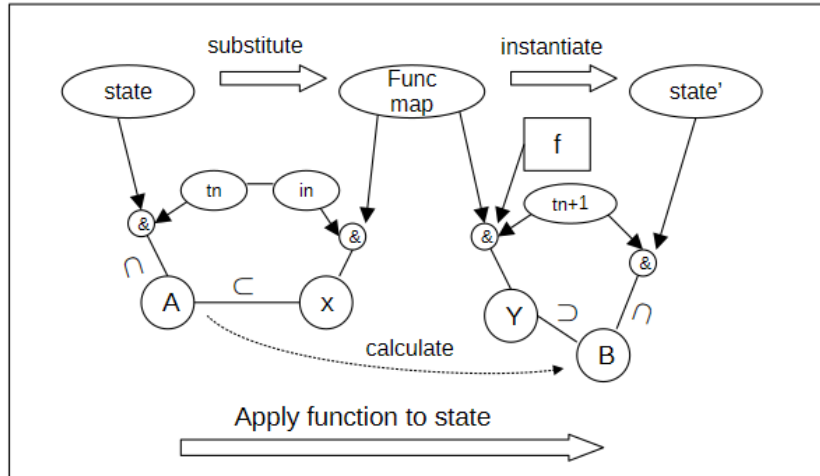 substitute
instantiate
state
Func
map
state’
f
tn
in
tn+1
&
&
&
&
∩
A
⊂
x
Y
⊃
B
∩
calculate
Apply function to state